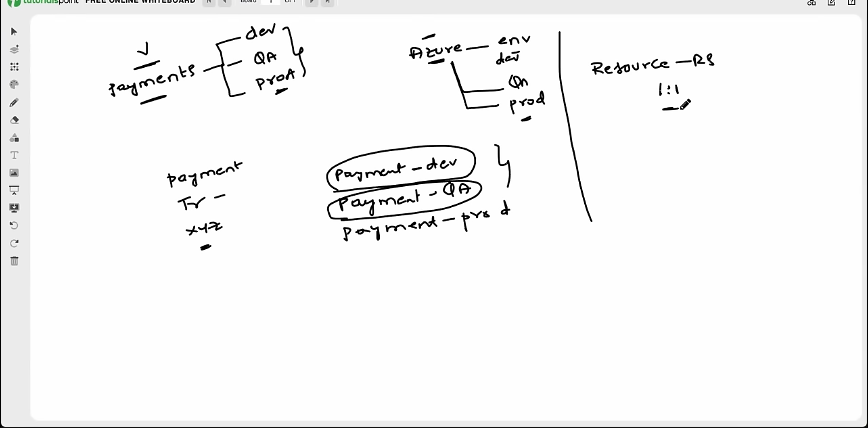 tutorialspoint FREE ONLINE WHITEBOARD
payments
dev
QA
ProA
Azure — env
dev
QA
prod
Resource — RS
1:1
payment
Tr -
xyz
Payment - dev
Payment - QA
payment - prod